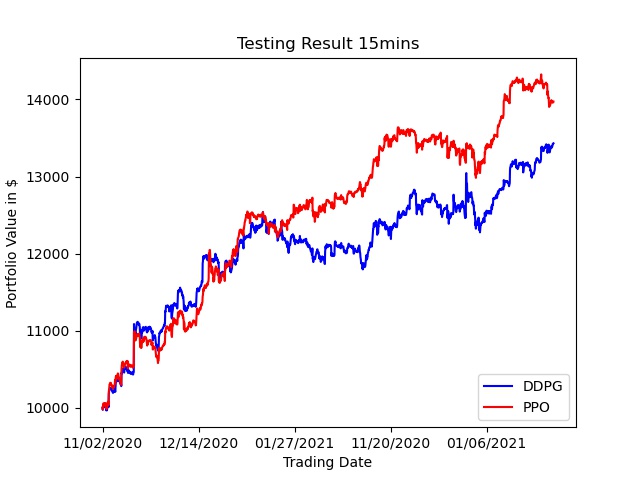 Testing Result 15mins
Portfolio Value in $
14000
13000
12000
11000
10000
DDPG
PPO
11/02/2020 12/14/2020 01/27/2021 11/20/2020 01/06/2021
Trading Date